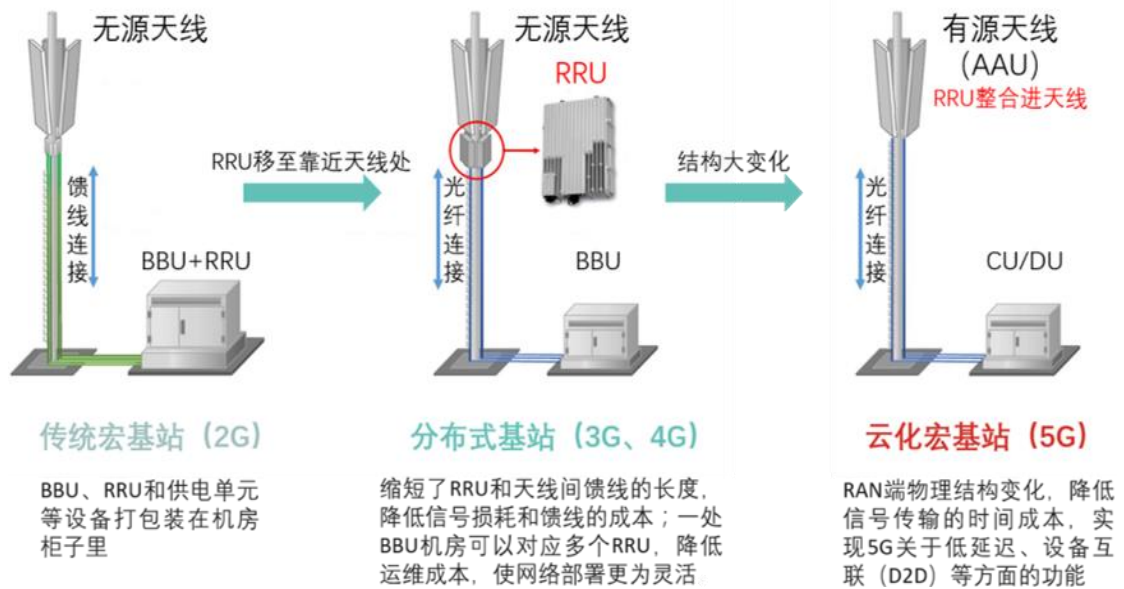 无源天线
馈线连接
BBU+RRU
传统宏基站（2G）
BBU、RRU和供电单元
等设备打包装在机房
柜子里
RRU移至靠近天线处
无源天线
RRU
光纤连接
BBU
分布式基站（3G、4G）
缩短了RRU和天线间馈线的长度，
降低信号损耗和馈线的成本；一处
BBU机房可以对应多个RRU，降低
运维成本，使网络部署更为灵活
结构大变化
有源天线
(AAU)
RRU整合进天线
光纤连接
CU/DU
云化宏基站（5G）
RAN端物理结构变化，降低
信号传输的时间成本，实
现5G关于低延迟、设备互
联（D2D）等方面的功能